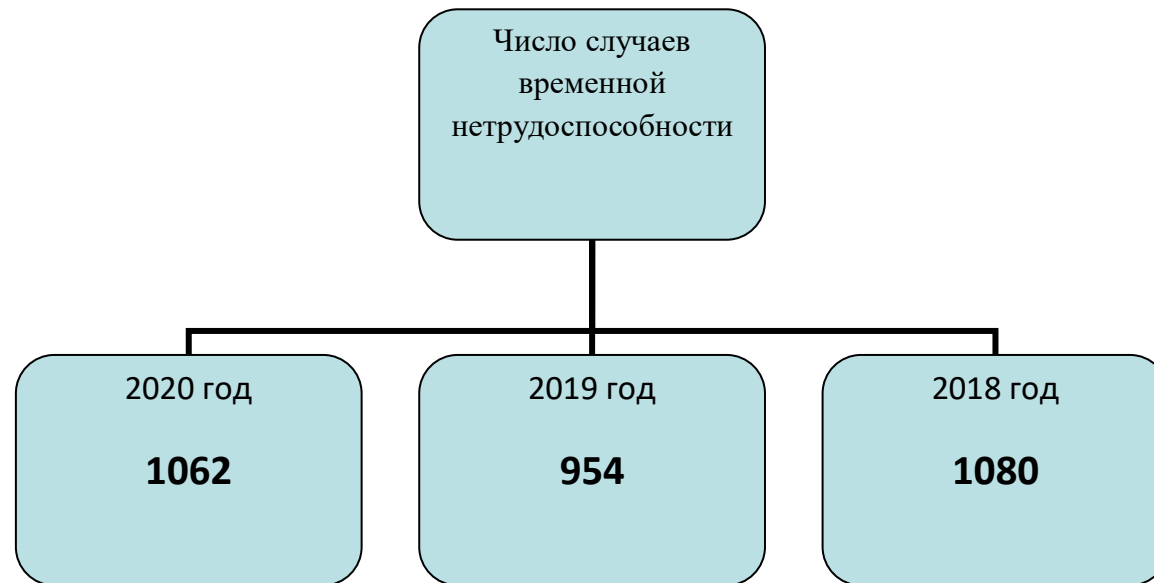 Число случаев
временной
нетрудоспособности
2020 год
1062
2019 год
954
2018 год
1080